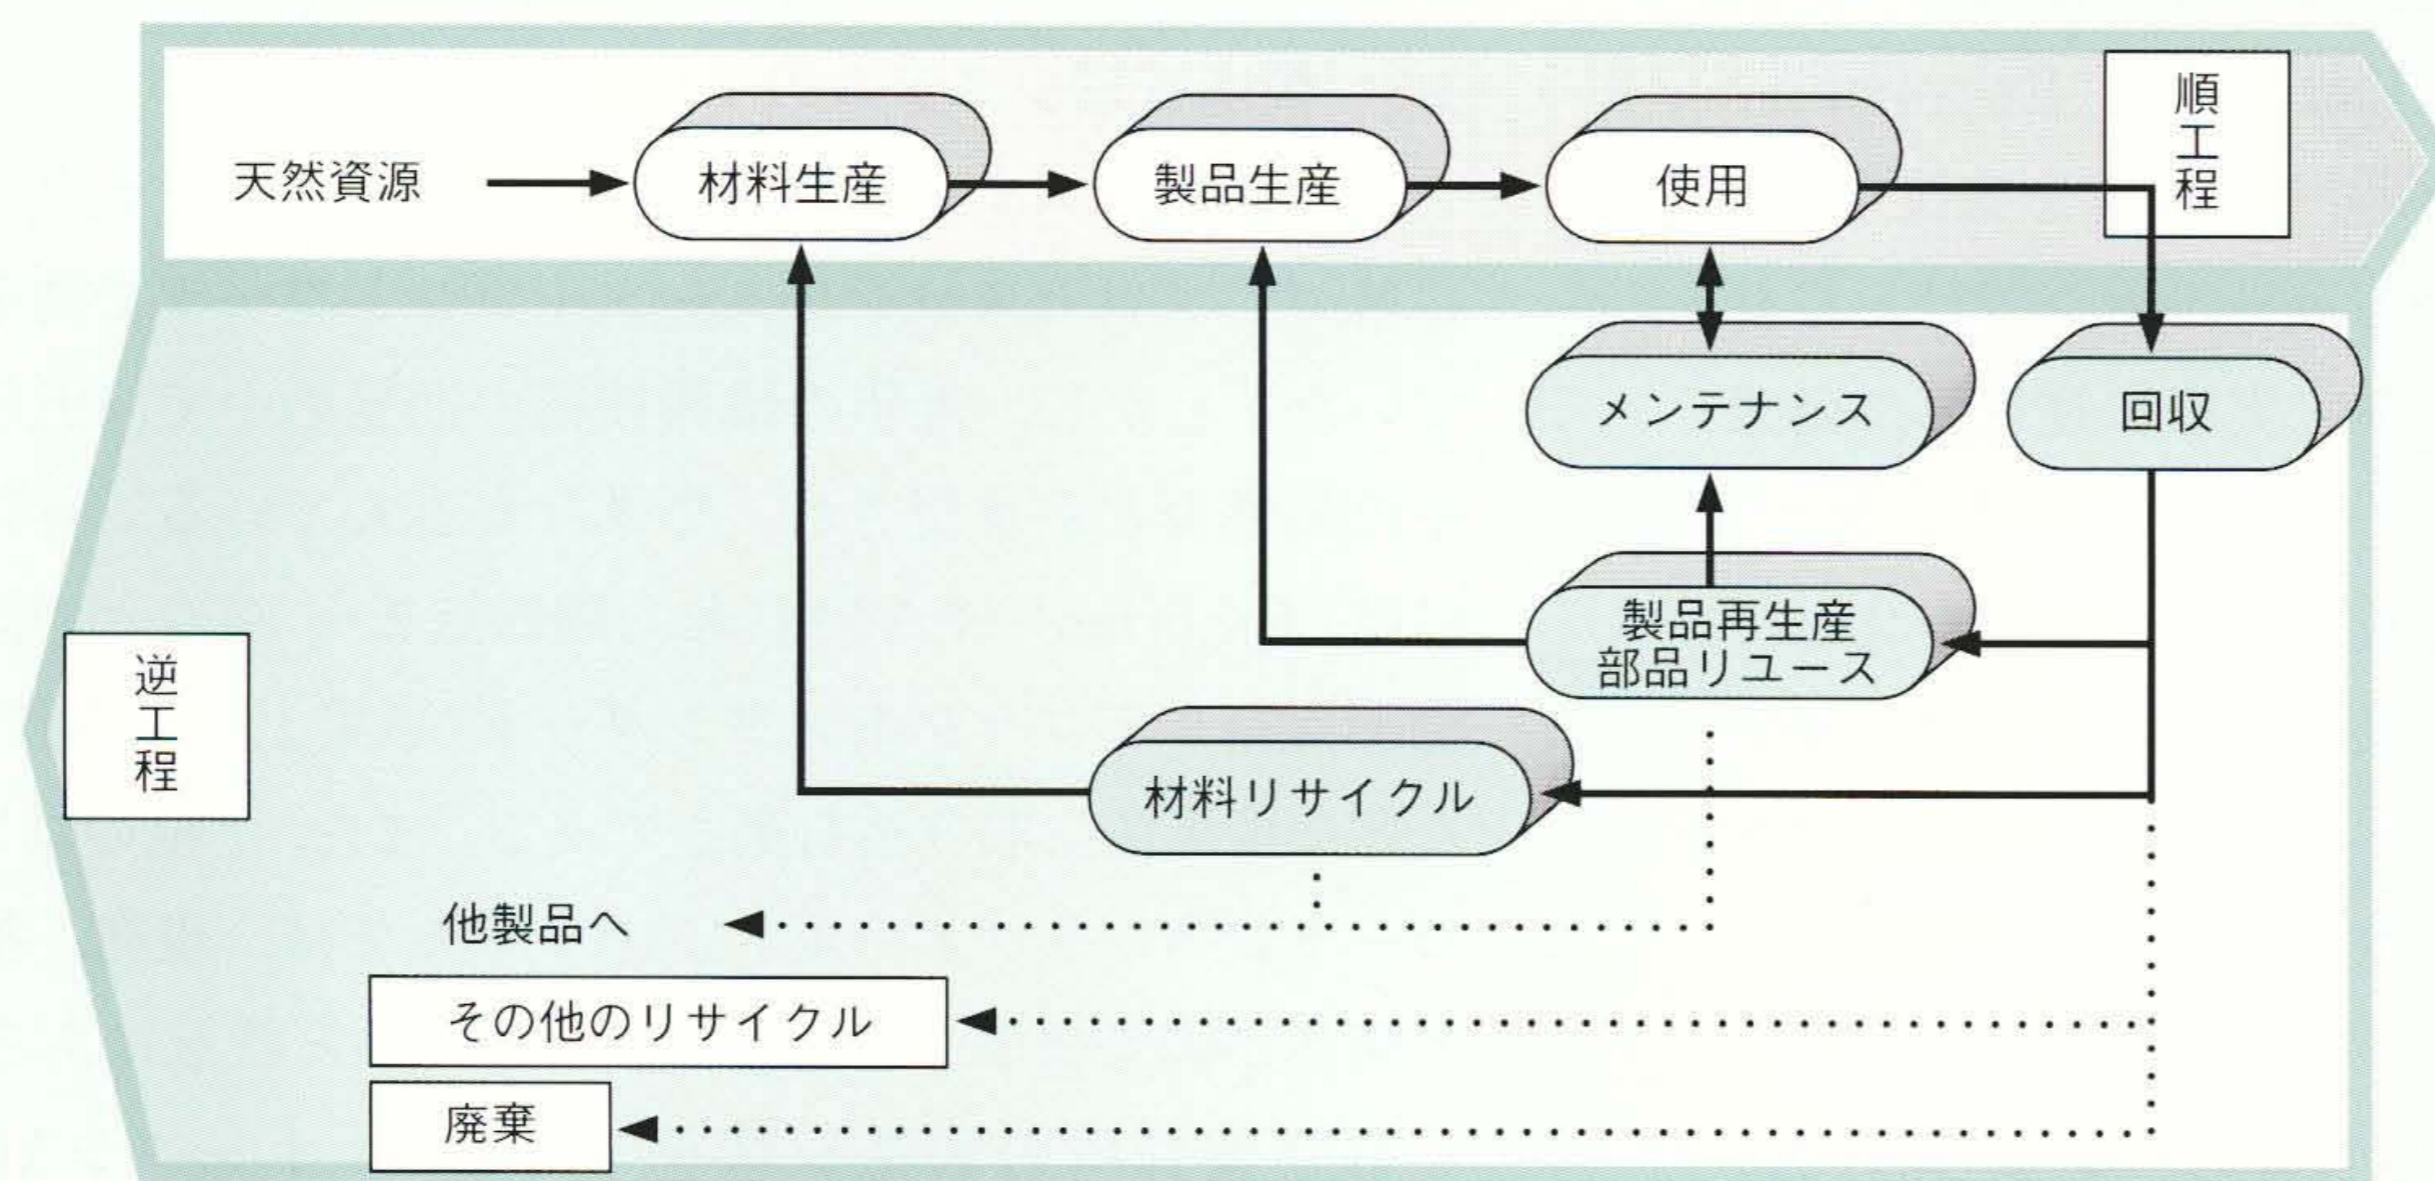 順工程
天然資源
材料生産
製品生産
使用
メンテナンス
回収
製品再生産
部品リユース
逆工程
材料リサイクル
他製品へ
その他のリサイクル
廃棄